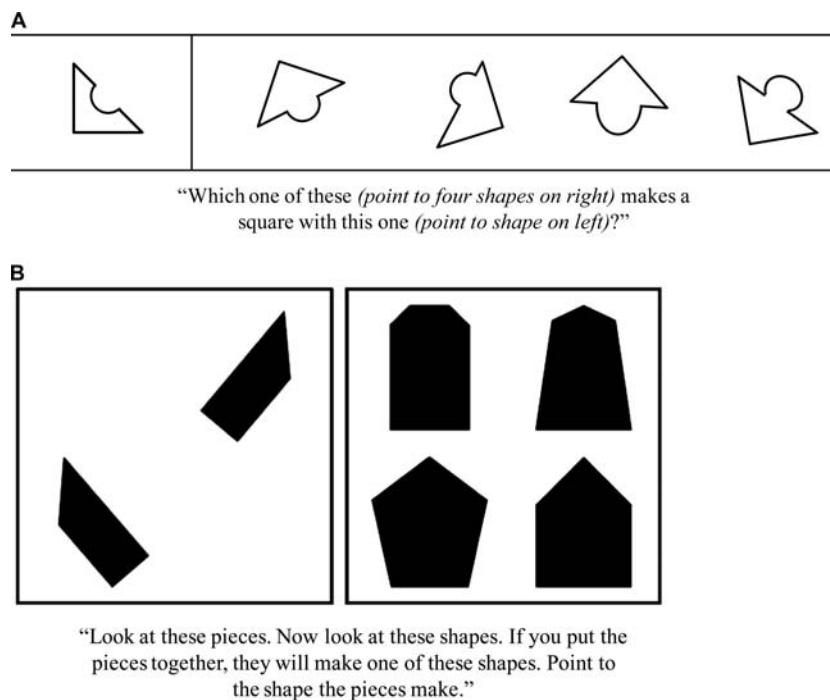 A
“Which one of these (point to four shapes on right) makes a
square with this one (point to shape on left)?”
B
“Look at these pieces. Now look at these shapes. If you put the
pieces together, they will make one of these shapes. Point to
the shape the pieces make.”